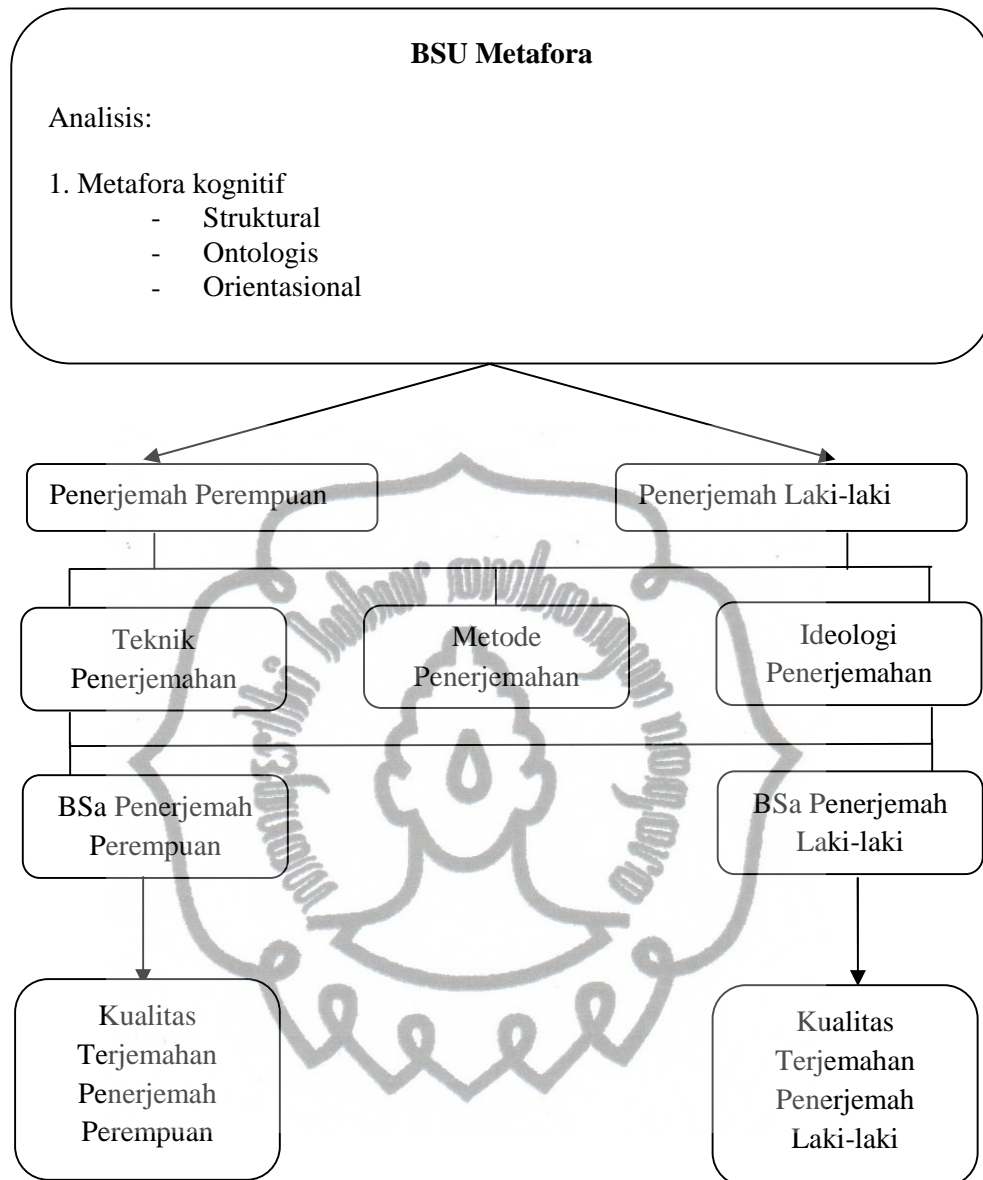 BSU Metafora
Analisis:
1. Metafora kognitif
- Struktural
- Ontologis
- Orientasional
Penerjemah Perempuan
Penerjemah Laki-laki
Teknik
Penerjemahan
Metode
Penerjemahan
Ideologi
Penerjemahan
BSa Penerjemah
Perempuan
BSa Penerjemah
Laki-laki
Kualitas
Terjemahan
Penerjemah
Perempuan
Kualitas
Terjemahan
Penerjemah
Laki-laki